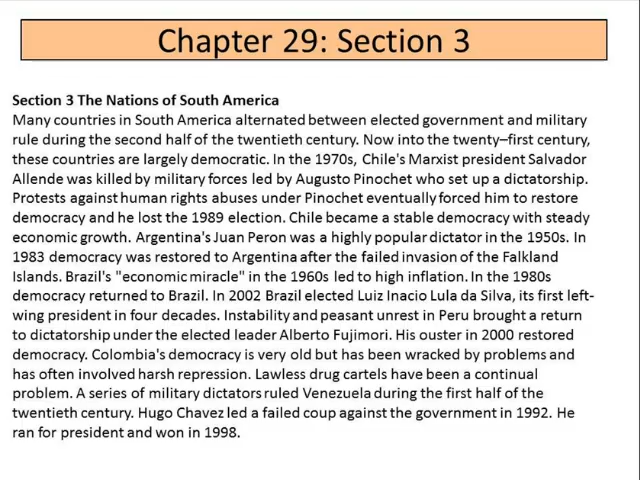 Chapter 29: Section 3
Section 3 The Nations of South America
Many countries in South America alternated between elected government and military
rule during the second half of the twentieth century. Now into the twenty–first century,
these countries are largely democratic. In the 1970s, Chile's Marxist president Salvador
Allende was killed by military forces led by Augusto Pinochet who set up a dictatorship.
Protests against human rights abuses under Pinochet eventually forced him to restore
democracy and he lost the 1989 election. Chile became a stable democracy with steady
economic growth. Argentina's Juan Peron was a highly popular dictator in the 1950s. In
1983 democracy was restored to Argentina after the failed invasion of the Falkland
Islands. Brazil's "economic miracle" in the 1960s led to high inflation. In the 1980s
democracy returned to Brazil. In 2002 Brazil elected Luiz Inacio Lula da Silva, its first left-
wing president in four decades. Instability and peasant unrest in Peru brought a return
to dictatorship under the elected leader Alberto Fujimori. His ouster in 2000 restored
democracy. Colombia's democracy is very old but has been wracked by problems and
has often involved harsh repression. Lawless drug cartels have been a continual
problem. A series of military dictators ruled Venezuela during the first half of the
twentieth century. Hugo Chavez led a failed coup against the government in 1992. He
ran for president and won in 1998.